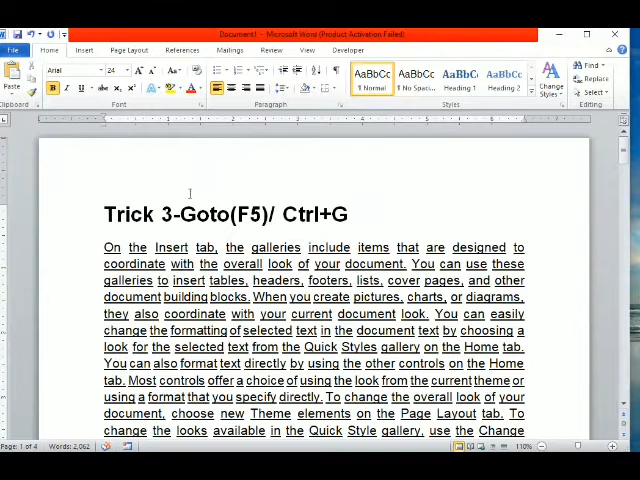 Document1 - Microsoft Word (Product Activation Failed)
File Home Insert Page Layout References Mailings Review View Developer
Arial 24
Paste
Clipboard Font Paragraph Styles Editing
AaBbCc AaBbCc AaBbC AaBbCc
¶ Normal ¶ No Spaci... Heading 1 Heading 2
Change
Styles
Find
Replace
Select
Trick 3-Goto(F5)/ Ctrl+G
On the Insert tab, the galleries include items that are designed to
coordinate with the overall look of your document. You can use these
galleries to insert tables, headers, footers, lists, cover pages, and other
document building blocks. When you create pictures, charts, or diagrams,
they also coordinate with your current document look. You can easily
change the formatting of selected text in the document text by choosing a
look for the selected text from the Quick Styles gallery on the Home tab.
You can also format text directly by using the other controls on the Home
tab. Most controls offer a choice of using the look from the current theme or
using a format that you specify directly. To change the overall look of your
document, choose new Theme elements on the Page Layout tab. To
change the looks available in the Quick Style gallery, use the Change
Page: 1 of 4 Words: 2,062 110%